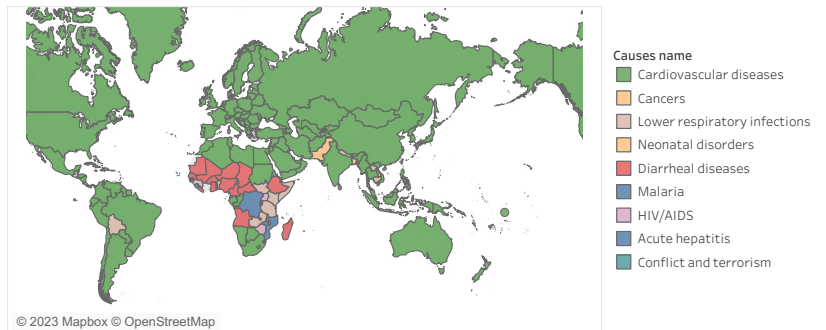 Causes name
Cardiovascular diseases
Cancers
Lower respiratory infections
Neonatal disorders
Diarrheal diseases
Malaria
HIV/AIDS
Acute hepatitis
Conflict and terrorism
© 2023 Mapbox © OpenStreetMap